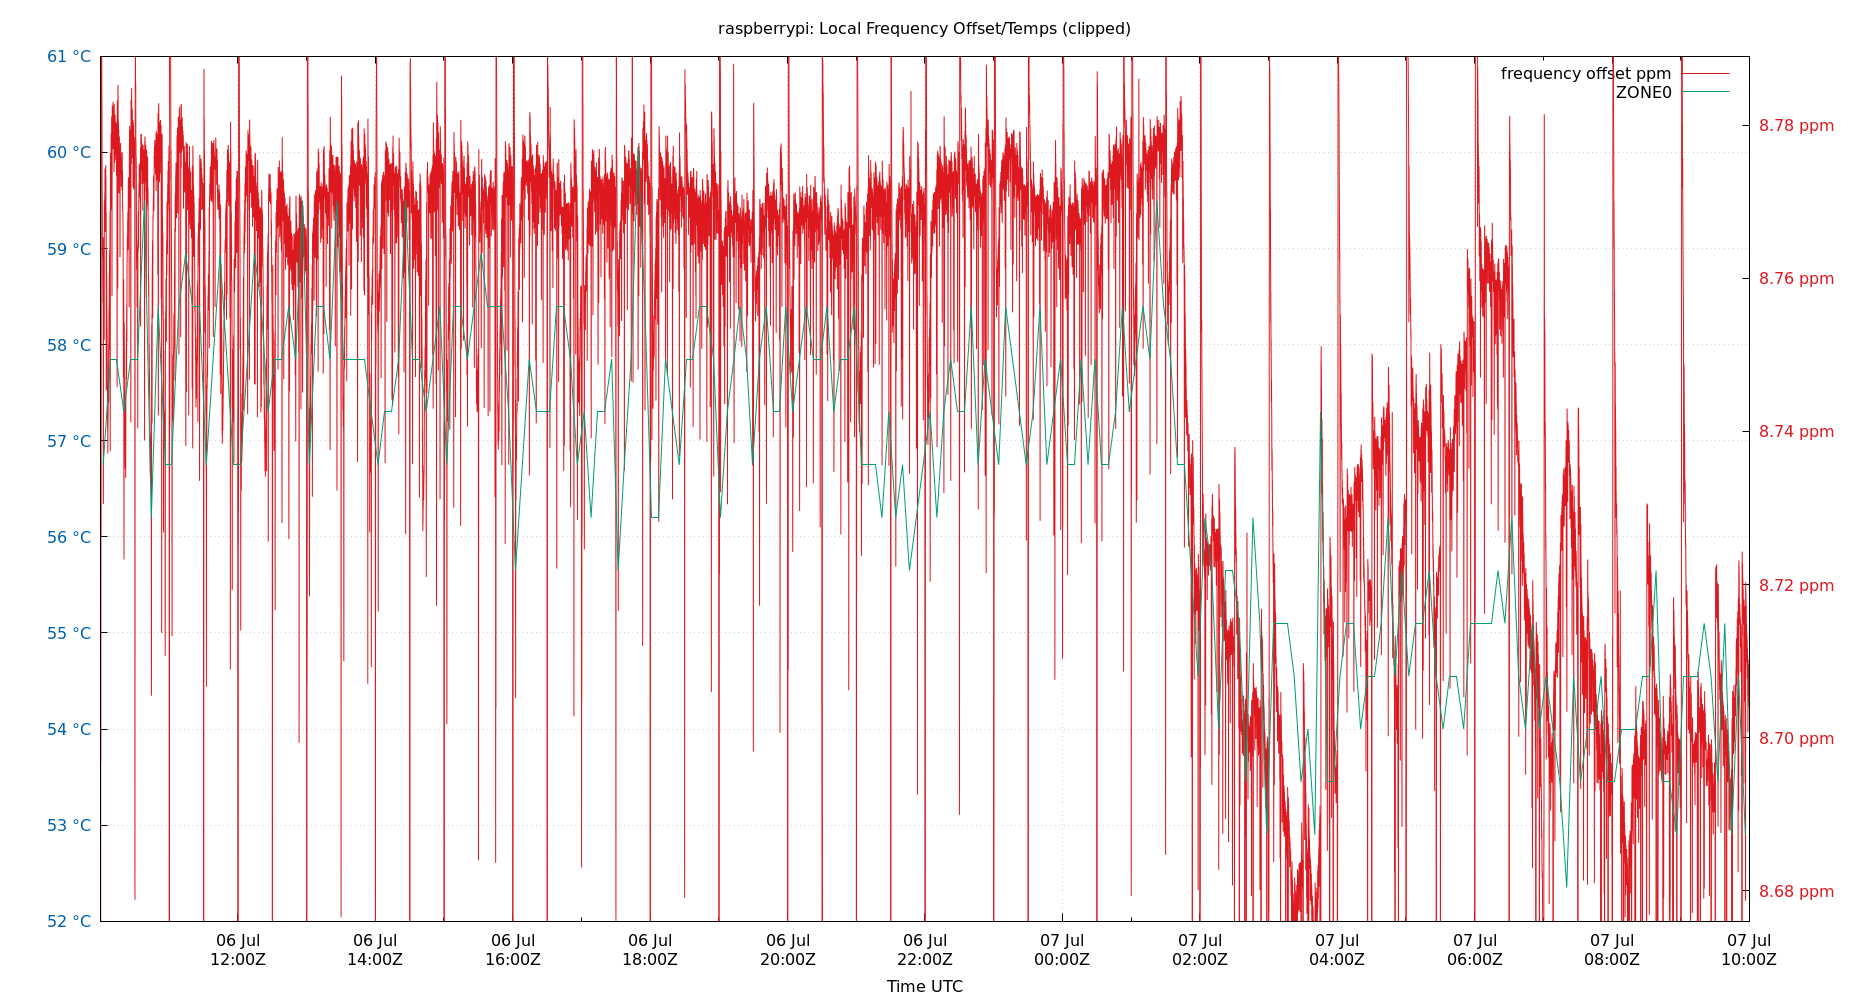 raspberrypi: Local Frequency Offset/Temps (clipped)
frequency offset ppm
ZONE0
61 °C
60 °C
59 °C
58 °C
57 °C
56 °C
55 °C
54 °C
53 °C
52 °C
8.78 ppm
8.76 ppm
8.74 ppm
8.72 ppm
8.70 ppm
8.68 ppm
06 Jul
12:00Z
06 Jul
14:00Z
06 Jul
16:00Z
06 Jul
18:00Z
06 Jul
20:00Z
06 Jul
22:00Z
07 Jul
00:00Z
07 Jul
02:00Z
07 Jul
04:00Z
07 Jul
06:00Z
07 Jul
08:00Z
07 Jul
10:00Z
Time UTC